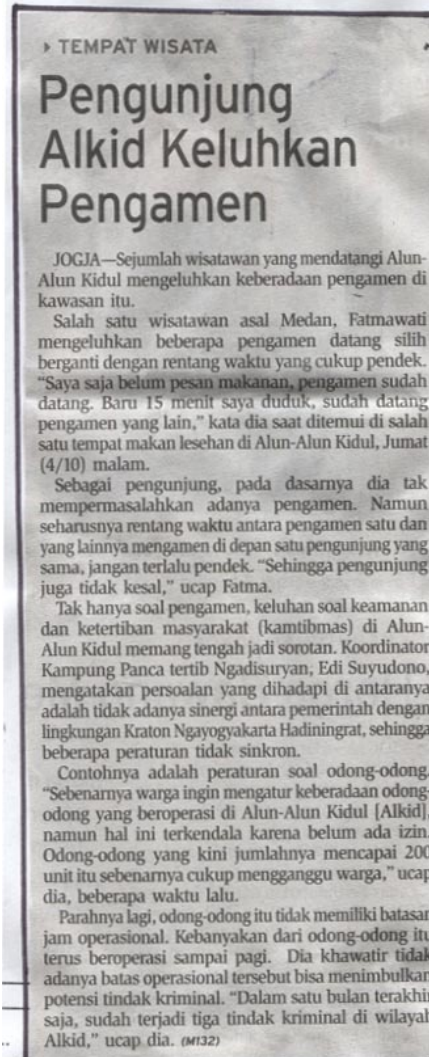 TEMPAT WISATA
Pengunjung
Alkid Keluhkan
Pengamen
JOGJA—Sejumlah wisatawan yang mendatangi Alun-
Alun Kidul mengeluhkan keberadaan pengamen di
kawasan itu.
Salah satu wisatawan asal Medan, Fatmawati
mengeluhkan beberapa pengamen datang silih
berganti dengan rentang waktu yang cukup pendek.
“Saya saja belum pesan makanan, pengamen sudah
datang. Baru 15 menit saya duduk, sudah datang
pengamen yang lain,” kata dia saat ditemui di salah
satu tempat makan lesehan di Alun-Alun Kidul, Jumat
(4/10) malam.
Sebagai pengunjung, pada dasarnya dia tak
mempermasalahkan adanya pengamen. Namun
seharusnya rentang waktu antara pengamen satu dan
yang lainnya mengamen di depan satu pengunjung yang
sama, jangan terlalu pendek. “Sehingga pengunjung
juga tidak kesal,” ucap Fatma.
Tak hanya soal pengamen, keluhan soal keamanan
dan ketertiban masyarakat (kamtibmas) di Alun-
Alun Kidul memang tengah jadi sorotan. Koordinator
Kampung Panca tertib Ngadisuryan, Edi Suyudono,
mengatakan persoalan yang dihadapi di antaranya
adalah tidak adanya sinergi antara pemerintah dengan
lingkungan Kraton Ngayogyakarta Hadiningrat, sehingga
beberapa peraturan tidak sinkron.
Contohnya adalah peraturan soal odong-odong.
“Sebenarnya warga ingin mengatur keberadaan odong-
odong yang beroperasi di Alun-Alun Kidul [Alkid],
namun hal ini terkendala karena belum ada izin.
Odong-odong yang kini jumlahnya mencapai 200
unit itu sebenarnya cukup mengganggu warga,” ucap
dia, beberapa waktu lalu.
Parahnya lagi, odong-odong itu tidak memiliki batasan
jam operasional. Kebanyakan dari odong-odong itu
terus beroperasi sampai pagi. Dia khawatir tidak
adanya batas operasional tersebut bisa menimbulkan
potensi tindak kriminal. “Dalam satu bulan terakhir
saja, sudah terjadi tiga tindak kriminal di wilayah
Alkid,” ucap dia. (M132)